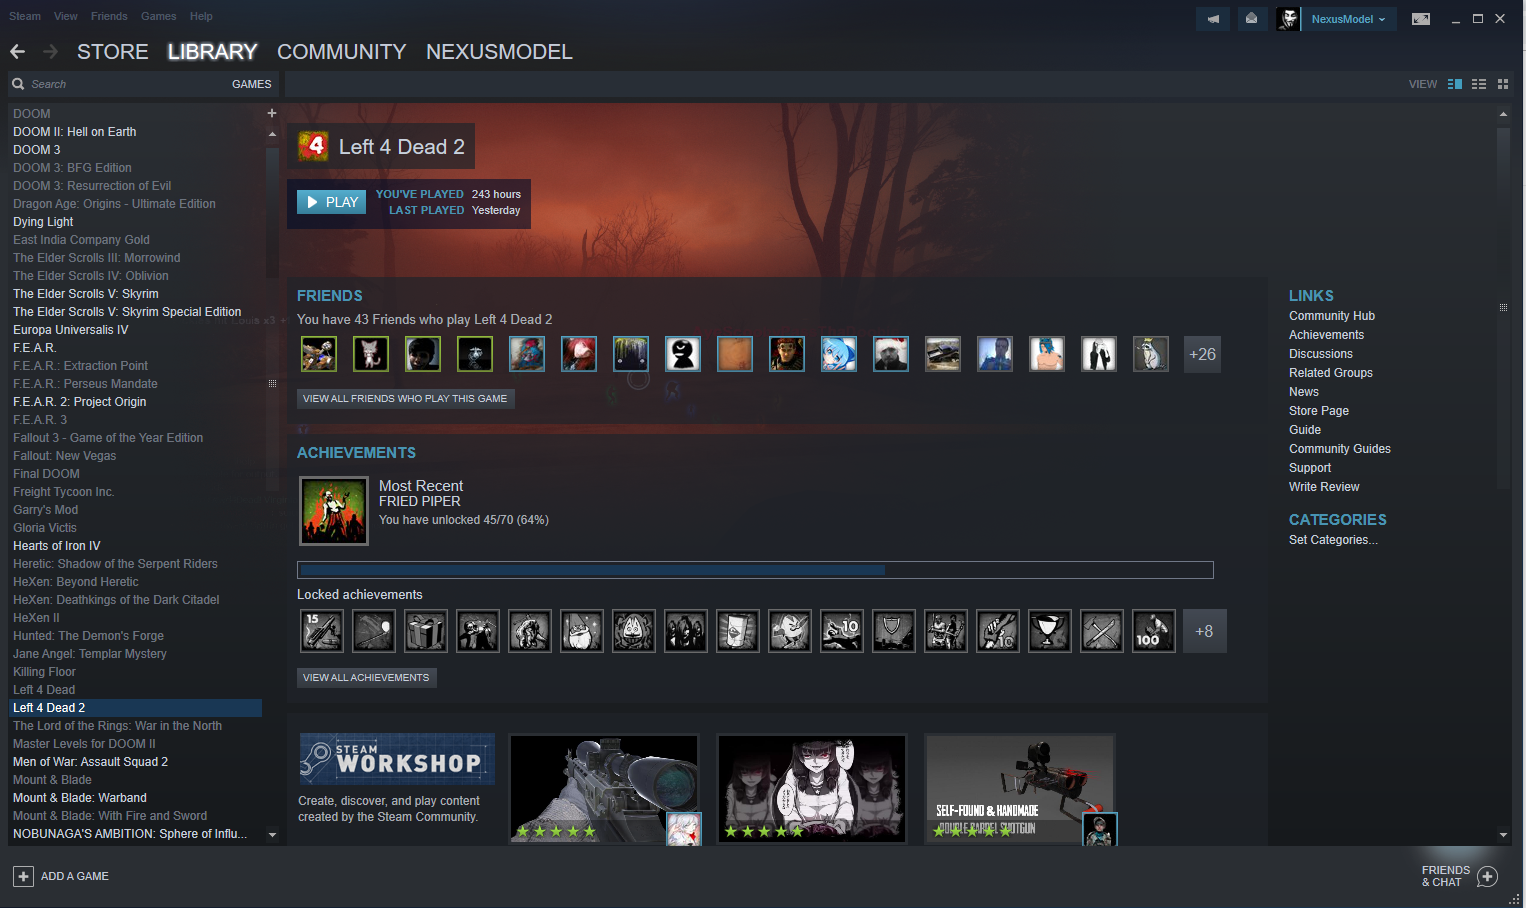 Steam View Friends Games Help
NexusModel
STORE LIBRARY COMMUNITY NEXUSMODEL
Search GAMES
VIEW
DOOM
DOOM II: Hell on Earth
DOOM 3
DOOM 3: BFG Edition
DOOM 3: Resurrection of Evil
Dragon Age: Origins - Ultimate Edition
Dying Light
East India Company Gold
The Elder Scrolls III: Morrowind
The Elder Scrolls IV: Oblivion
The Elder Scrolls V: Skyrim
The Elder Scrolls V: Skyrim Special Edition
Europa Universalis IV
F.E.A.R.
F.E.A.R.: Extraction Point
F.E.A.R.: Perseus Mandate
F.E.A.R. 2: Project Origin
F.E.A.R. 3
Fallout 3 - Game of the Year Edition
Fallout: New Vegas
Final DOOM
Freight Tycoon Inc.
Garry's Mod
Gloria Victis
Hearts of Iron IV
Heretic: Shadow of the Serpent Riders
HeXen: Beyond Heretic
HeXen: Deathkings of the Dark Citadel
HeXen II
Hunted: The Demon's Forge
Jane Angel: Templar Mystery
Killing Floor
Left 4 Dead
Left 4 Dead 2
The Lord of the Rings: War in the North
Master Levels for DOOM II
Men of War: Assault Squad 2
Mount & Blade
Mount & Blade: Warband
Mount & Blade: With Fire and Sword
NOBUNAGA'S AMBITION: Sphere of Influ...
4 Left 4 Dead 2
PLAY
YOU'VE PLAYED 243 hours
LAST PLAYED Yesterday
FRIENDS
You have 43 Friends who play Left 4 Dead 2
+26
VIEW ALL FRIENDS WHO PLAY THIS GAME
ACHIEVEMENTS
Most Recent
FRIED PIPER
You have unlocked 45/70 (64%)
Locked achievements
15
10
10
100
+8
VIEW ALL ACHIEVEMENTS
STEAM
WORKSHOP
Create, discover, and play content
created by the Steam Community.
SELF-FOUND & HANDMADE
DOUBLE BARREL SHOTGUN
LINKS
Community Hub
Achievements
Discussions
Related Groups
News
Store Page
Guide
Community Guides
Support
Write Review
CATEGORIES
Set Categories...
ADD A GAME
FRIENDS
& CHAT